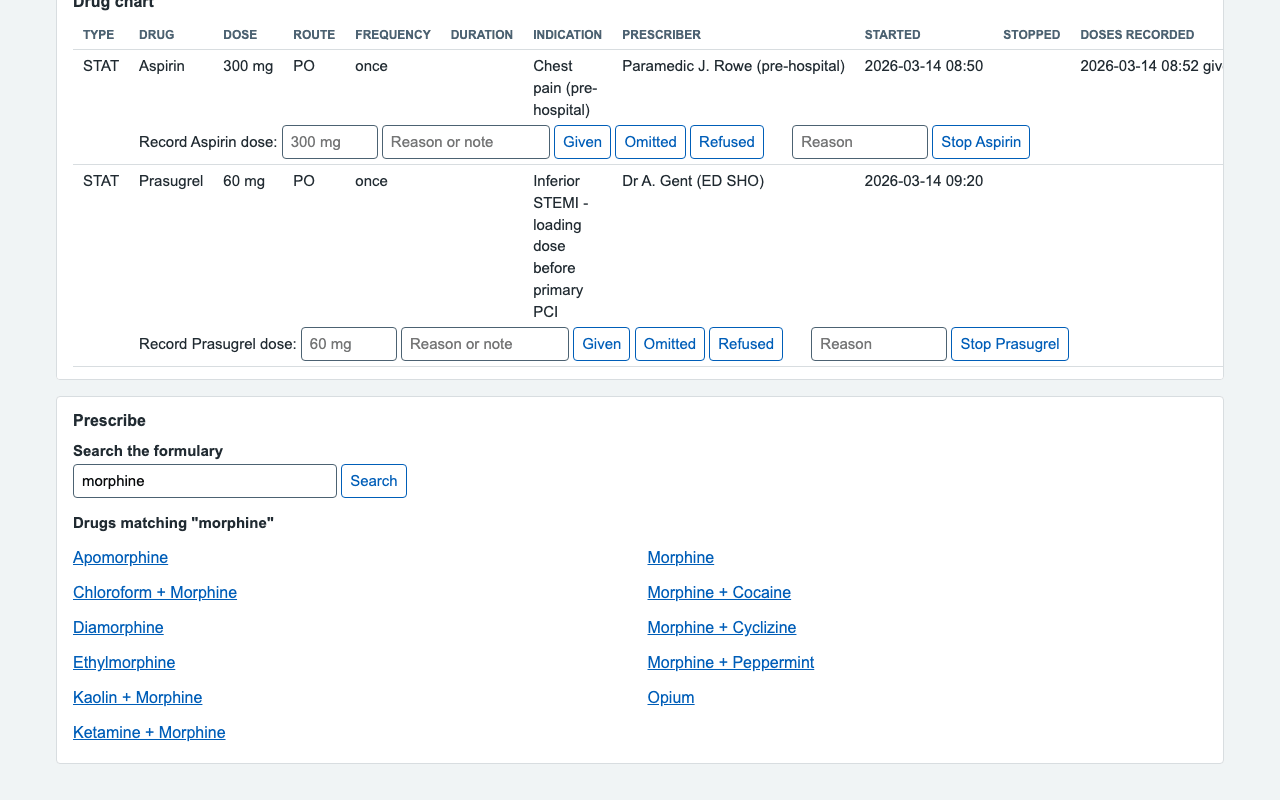 Drug chart
TYPE DRUG DOSE ROUTE FREQUENCY DURATION INDICATION PRESCRIBER STARTED STOPPED DOSES RECORDED
STAT Aspirin 300 mg PO once Chest Paramedic J. Rowe (pre-hospital) 2026-03-14 08:50 2026-03-14 08:52
pain (pre-
hospital)
Record Aspirin dose: 300 mg Reason or note Given Omitted Refused Reason Stop Aspirin
STAT Prasugrel 60 mg PO once Inferior Dr A. Gent (ED SHO) 2026-03-14 09:20
STEMI -
loading
dose
before
primary
PCI
Record Prasugrel dose: 60 mg Reason or note Given Omitted Refused Reason Stop Prasugrel
Prescribe
Search the formulary
morphine Search
Drugs matching "morphine"
Apomorphine
Chloroform + Morphine
Diamorphine
Ethylmorphine
Kaolin + Morphine
Ketamine + Morphine
Morphine
Morphine + Cocaine
Morphine + Cyclizine
Morphine + Peppermint
Opium